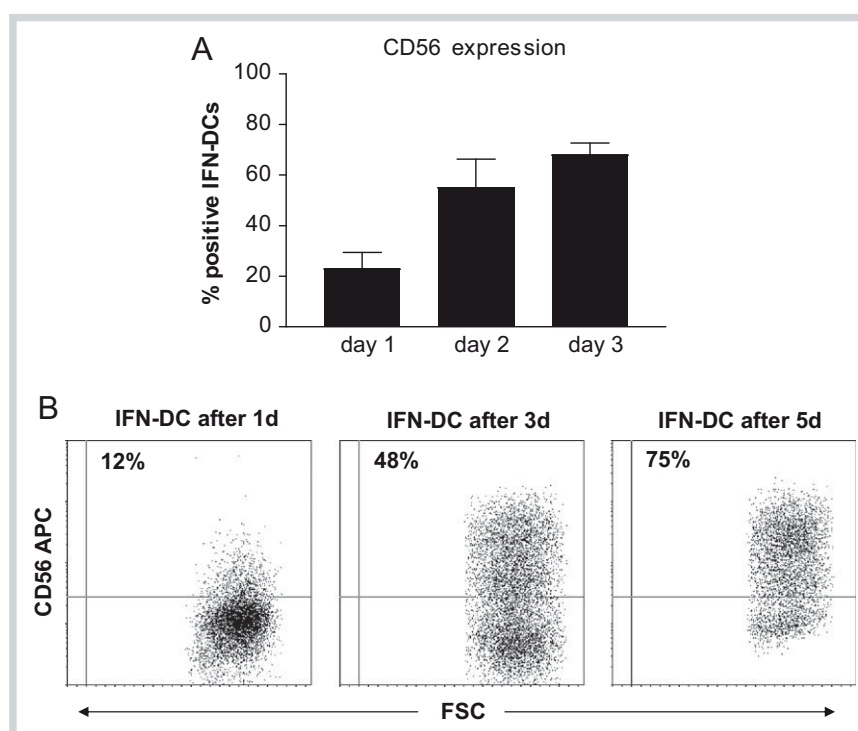 A
CD56 expression
% positive IFN-DCs
100
80
60
40
20
0
day 1 day 2 day 3
B
IFN-DC after 1d IFN-DC after 3d IFN-DC after 5d
12% 48% 75%
CD56 APC
FSC